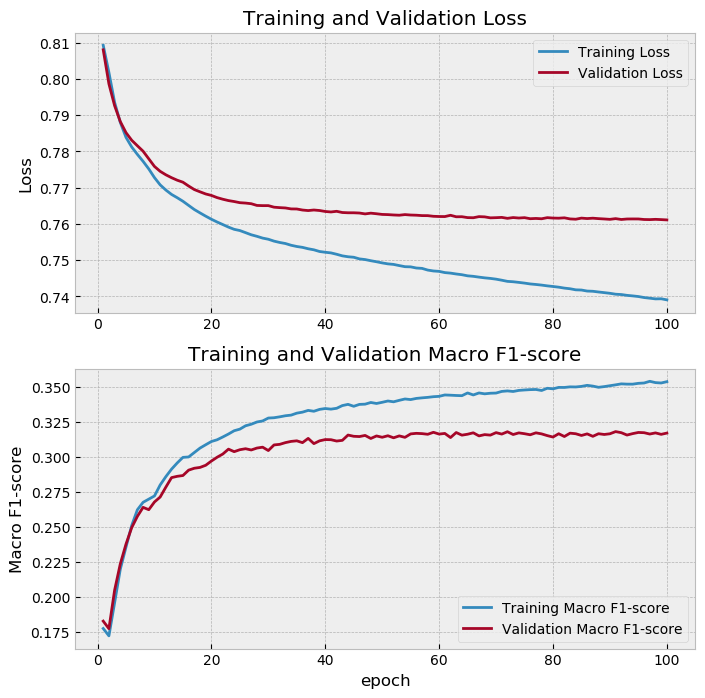 Training and Validation Loss
0.81
0.80
0.79
0.78
0.77
0.76
0.75
0.74
Loss
Training Loss
Validation Loss
0 20 40 60 80 100
Training and Validation Macro F1-score
0.350
0.325
0.300
0.275
0.250
0.225
0.200
0.175
Macro F1-score
Training Macro F1-score
Validation Macro F1-score
0 20 40 60 80 100
epoch